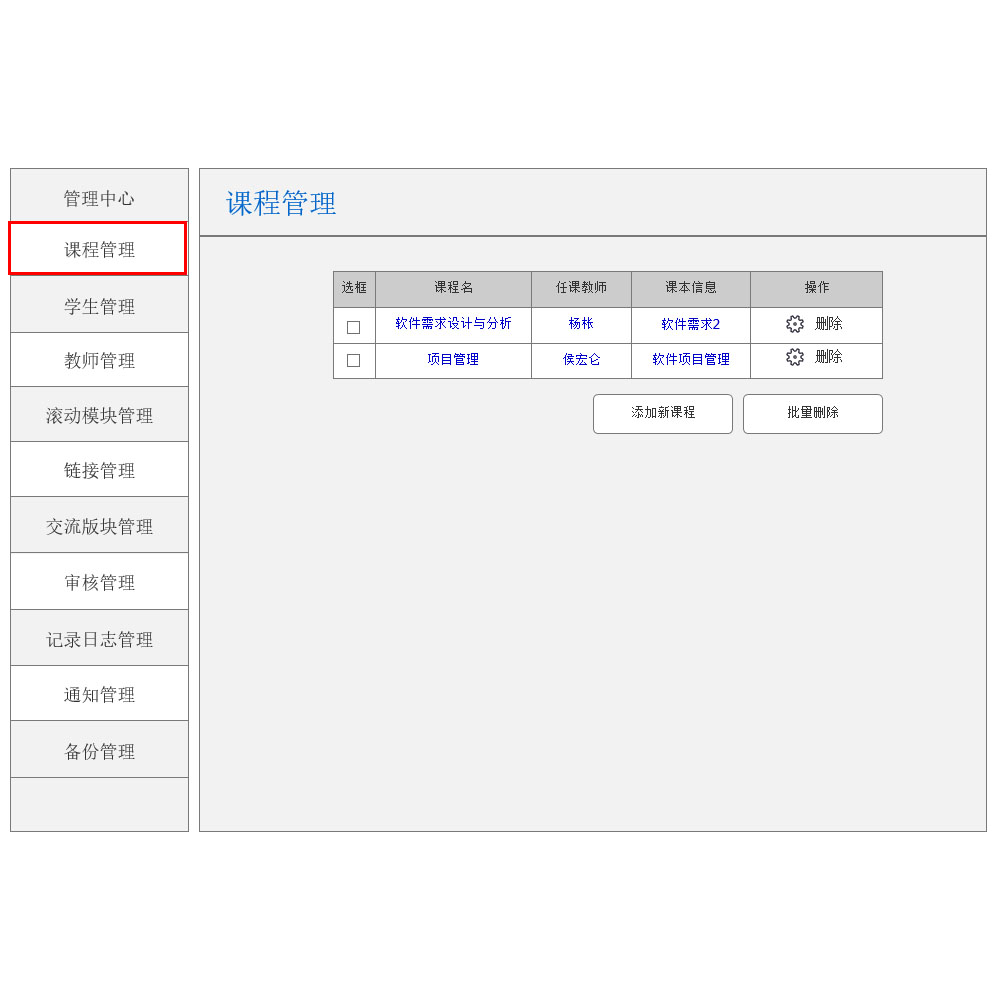 管理中心
课程管理
学生管理
教师管理
滚动模块管理
链接管理
交流版块管理
审核管理
记录日志管理
通知管理
备份管理
课程管理
选框 课程名 任课教师 课本信息 操作
软件需求设计与分析 杨枨 软件需求2 删除
项目管理 侯宏仑 软件项目管理 删除
添加新课程 批量删除